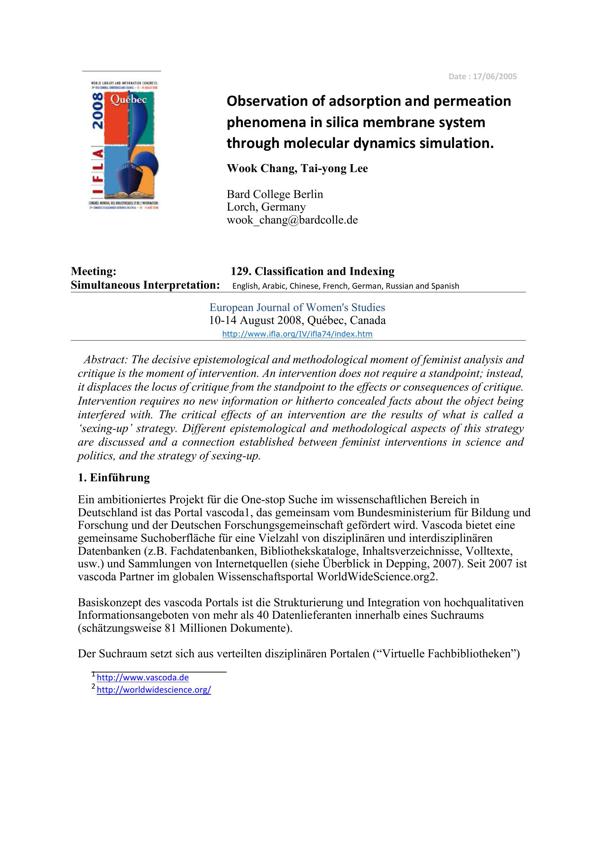 Date : 17/06/2005
WORLD LIBRARY AND INFORMATION CONGRESS:
2008
Québec
IFLA
Observation of adsorption and permeation
phenomena in silica membrane system
through molecular dynamics simulation.
Wook Chang, Tai-yong Lee
Bard College Berlin
Lorch, Germany
wook_chang@bardcolle.de
Meeting: 129. Classification and Indexing
Simultaneous Interpretation: English, Arabic, Chinese, French, German, Russian and Spanish
European Journal of Women's Studies
10-14 August 2008, Québec, Canada
http://www.ifla.org/IV/ifla74/index.htm
Abstract: The decisive epistemological and methodological moment of feminist analysis and
critique is the moment of intervention. An intervention does not require a standpoint; instead,
it displaces the locus of critique from the standpoint to the effects or consequences of critique.
Intervention requires no new information or hitherto concealed facts about the object being
interfered with. The critical effects of an intervention are the results of what is called a
‘sexing-up’ strategy. Different epistemological and methodological aspects of this strategy
are discussed and a connection established between feminist interventions in science and
politics, and the strategy of sexing-up.
1. Einführung
Ein ambitioniertes Projekt für die One-stop Suche im wissenschaftlichen Bereich in
Deutschland ist das Portal vascoda1, das gemeinsam vom Bundesministerium für Bildung und
Forschung und der Deutschen Forschungsgemeinschaft gefördert wird. Vascoda bietet eine
gemeinsame Suchoberfläche für eine Vielzahl von disziplinären und interdisziplinären
Datenbanken (z.B. Fachdatenbanken, Bibliothekskataloge, Inhaltsverzeichnisse, Volltexte,
usw.) und Sammlungen von Internetquellen (siehe Überblick in Depping, 2007). Seit 2007 ist
vascoda Partner im globalen Wissenschaftsportal WorldWideScience.org2.
Basiskonzept des vascoda Portals ist die Strukturierung und Integration von hochqualitativen
Informationsangeboten von mehr als 40 Datenlieferanten innerhalb eines Suchraums
(schätzungsweise 81 Millionen Dokumente).
Der Suchraum setzt sich aus verteilten disziplinären Portalen (“Virtuelle Fachbibliotheken”)
1 http://www.vascoda.de
2 http://worldwidescience.org/